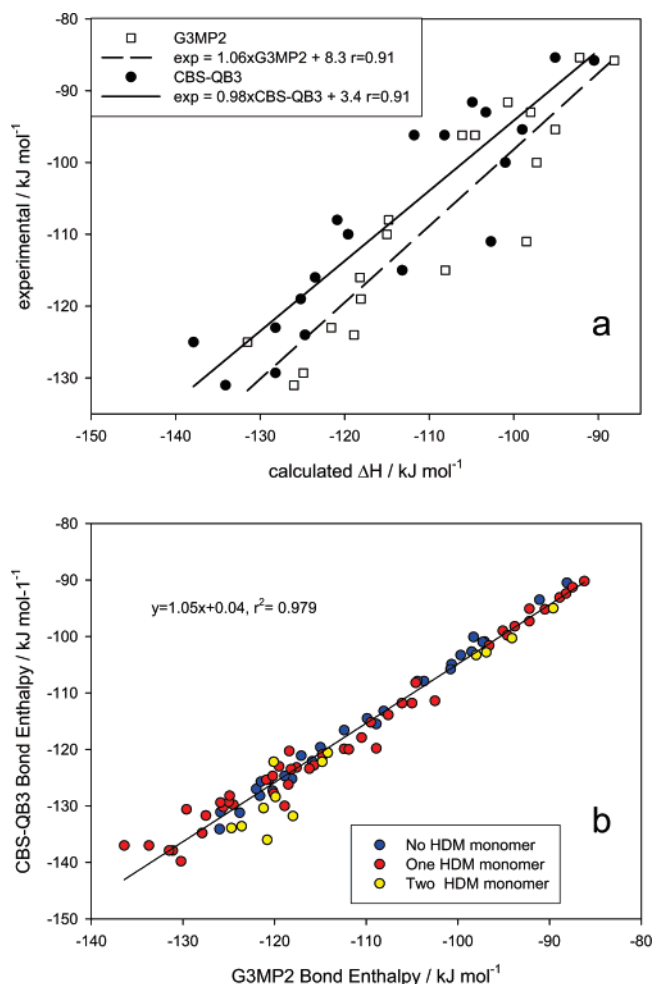 G3MP2
exp = 1.06xG3MP2 + 8.3 r=0.91
CBS-QB3
exp = 0.98xCBS-QB3 + 3.4 r=0.91
-80
-90
-100
-110
-120
-130
experimental / kJ mol⁻¹
a
-150 -140 -130 -120 -110 -100 -90
calculated ΔH / kJ mol⁻¹
-80
-90
-100
-110
-120
-130
-140
-150
CBS-QB3 Bond Enthalpy / kJ mol-1⁻¹
y=1.05x+0.04, r²= 0.979
No HDM monomer
One HDM monomer
Two HDM monomer
b
-140 -130 -120 -110 -100 -90 -80
G3MP2 Bond Enthalpy / kJ mol⁻¹